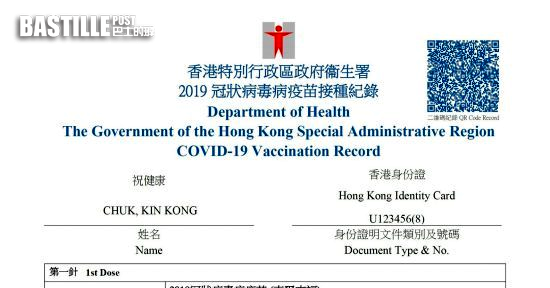 BASTILLE POST 巴士的報
香港特別行政區政府衞生署
2019 冠狀病毒病疫苗接種紀錄
Department of Health
The Government of the Hong Kong Special Administrative Region
COVID-19 Vaccination Record
二維碼紀錄 QR Code Record
祝健康
CHUK, KIN KONG
姓名
Name
香港身份證
Hong Kong Identity Card
U123456(8)
身份證明文件類別及號碼
Document Type & No.
第一針 1st Dose